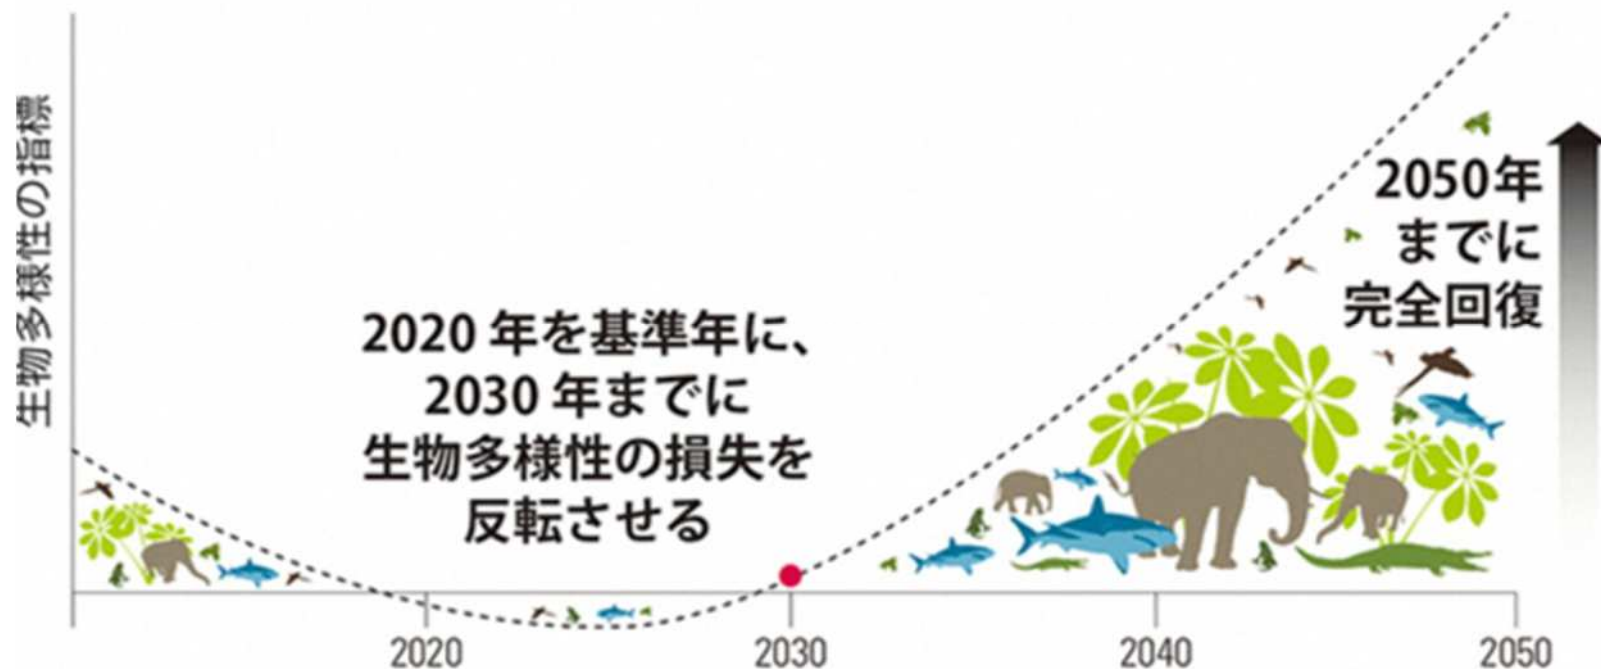 生物多様性の指標
2020 年を基準年に、
2030 年までに
生物多様性の損失を
反転させる
2050年
までに
完全回復
2020
2030
2040
2050